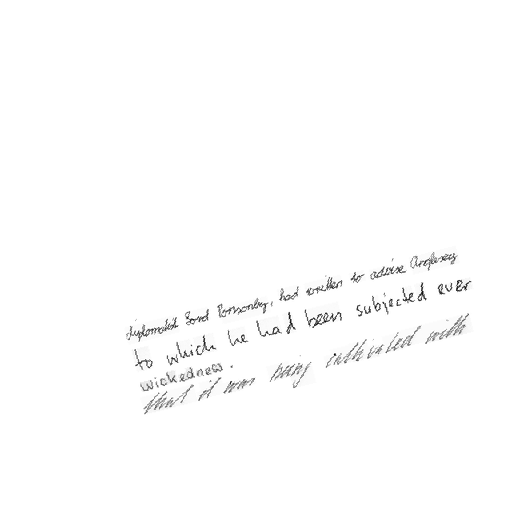 diplomatist Lord Ponsonby, had written to advise Anglesey
to which he had been subjected ever
wickedness.
that it was being cultivated with